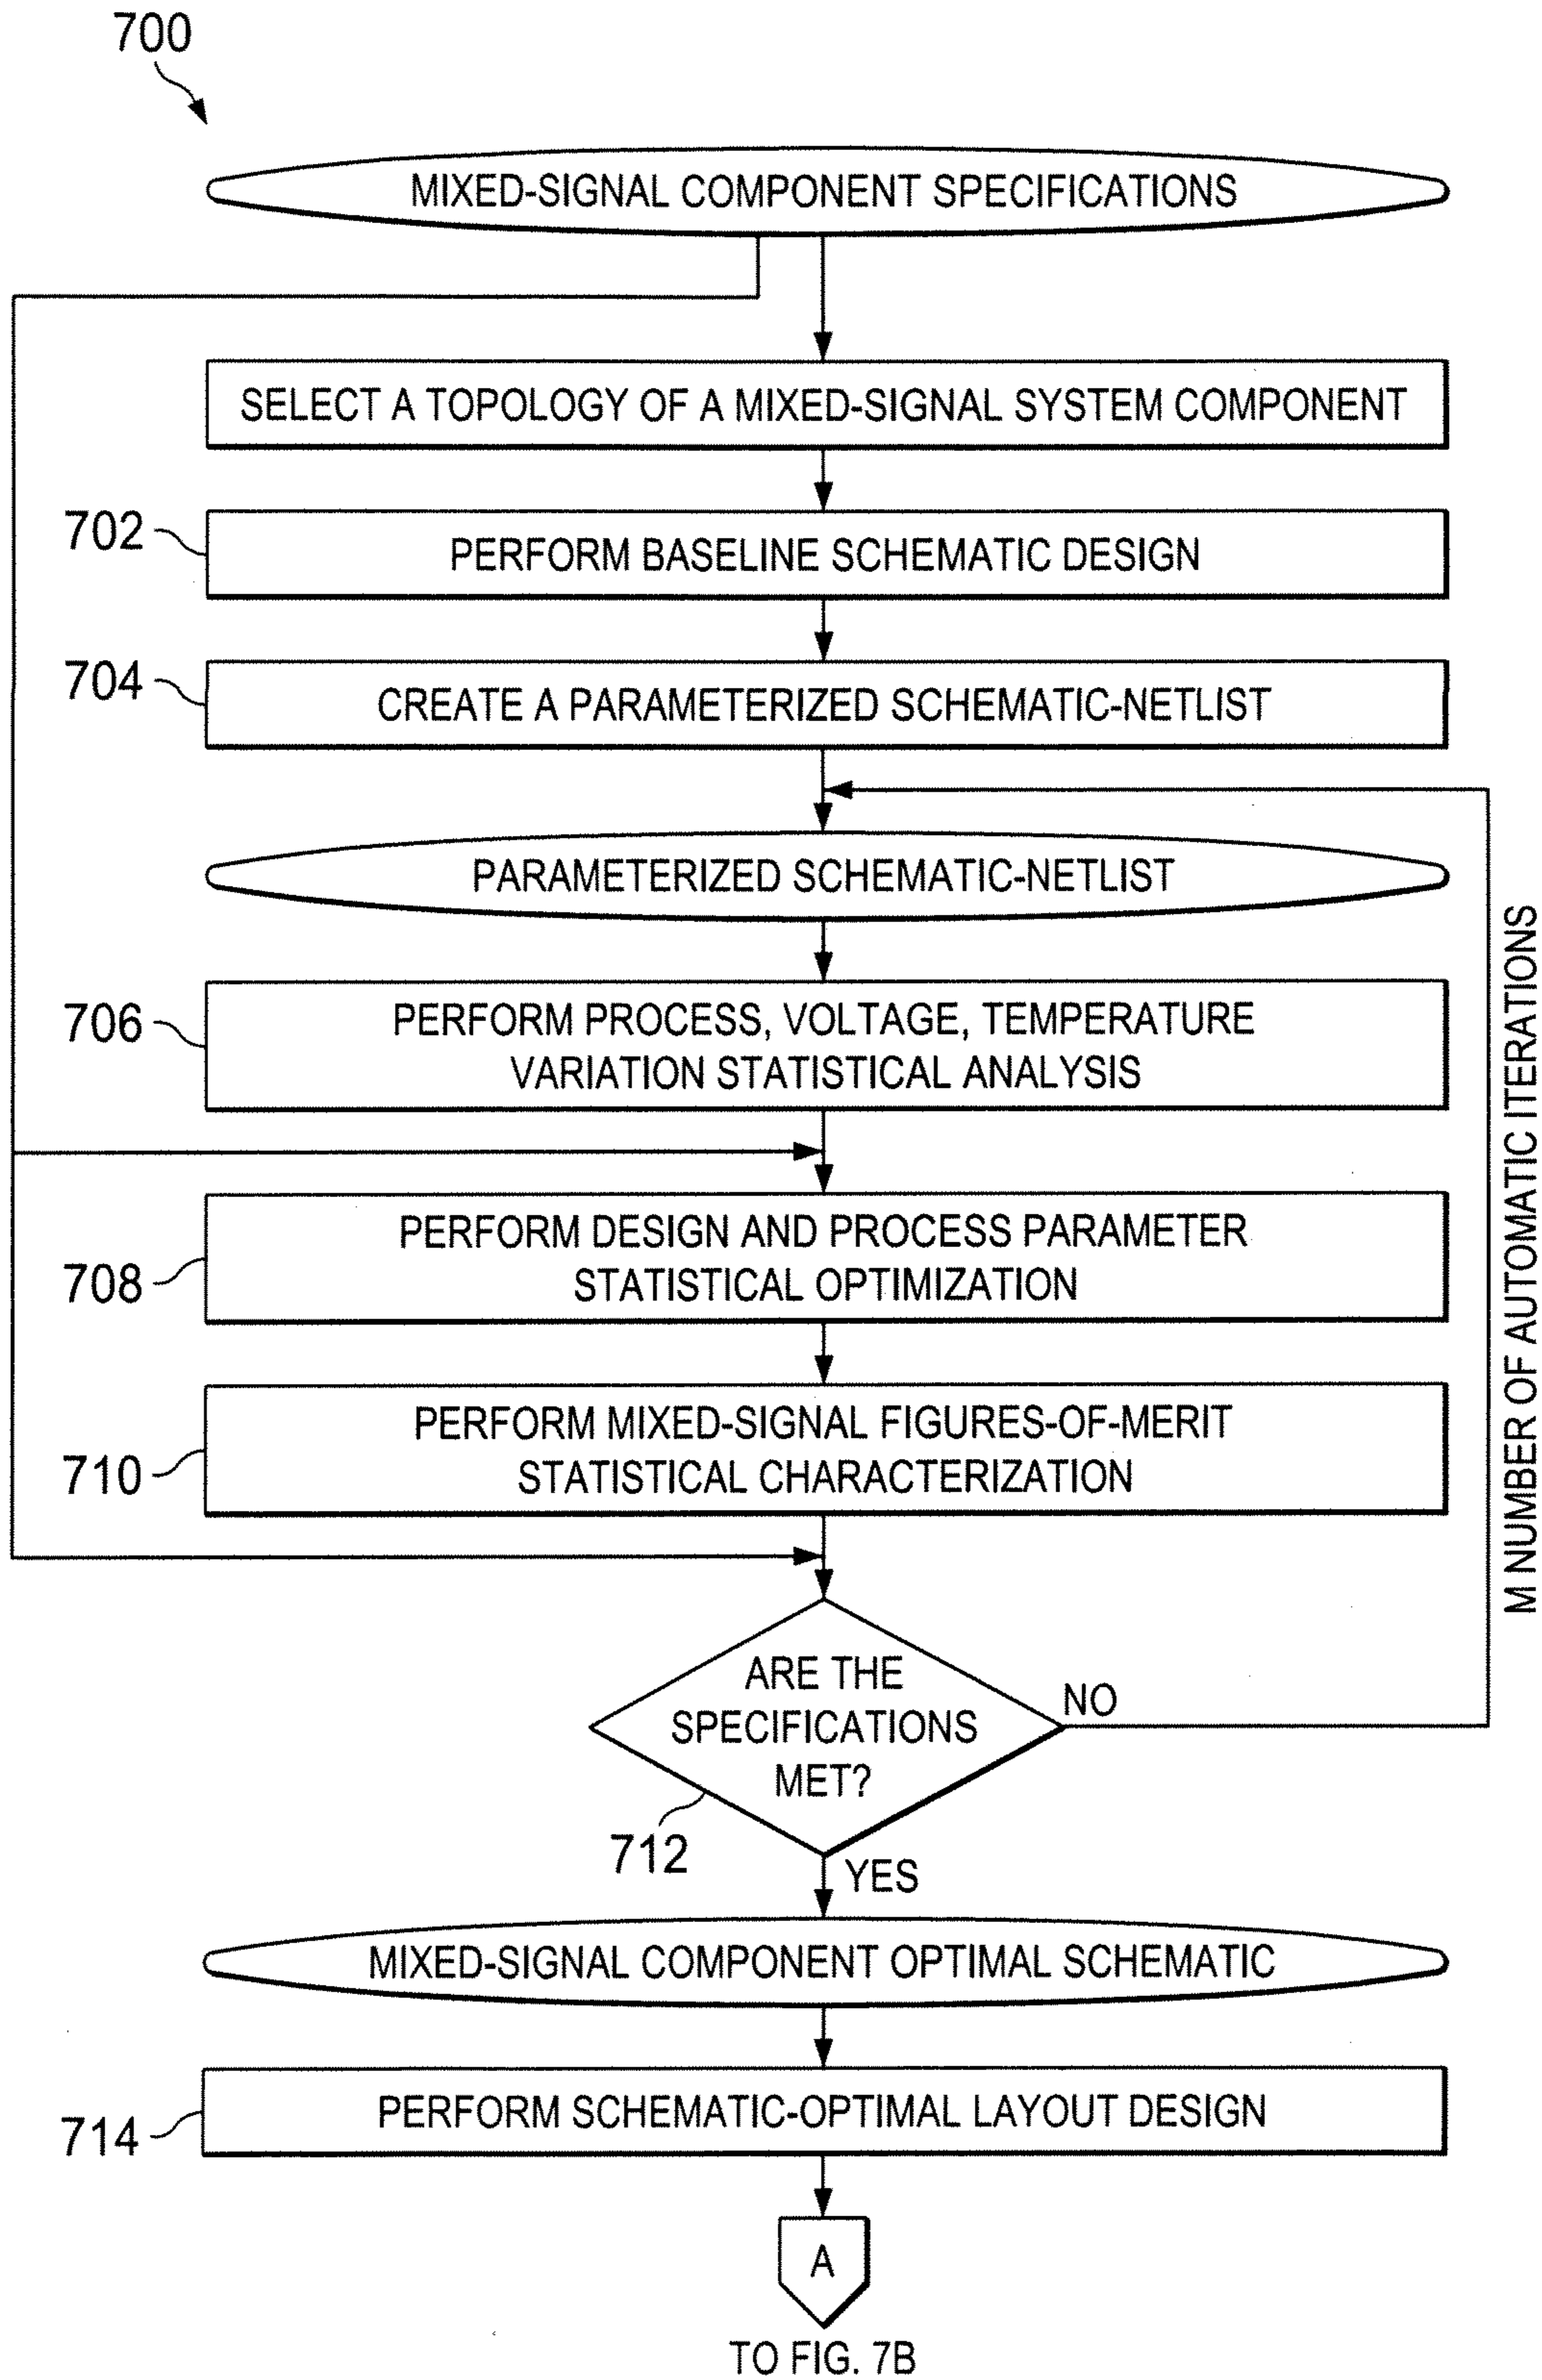 700
MIXED-SIGNAL COMPONENT SPECIFICATIONS
SELECT A TOPOLOGY OF A MIXED-SIGNAL SYSTEM COMPONENT
702
PERFORM BASELINE SCHEMATIC DESIGN
704
CREATE A PARAMETERIZED SCHEMATIC-NETLIST
PARAMETERIZED SCHEMATIC-NETLIST
706
PERFORM PROCESS, VOLTAGE, TEMPERATURE
VARIATION STATISTICAL ANALYSIS
708
PERFORM DESIGN AND PROCESS PARAMETER
STATISTICAL OPTIMIZATION
710
PERFORM MIXED-SIGNAL FIGURES-OF-MERIT
STATISTICAL CHARACTERIZATION
M NUMBER OF AUTOMATIC ITERATIONS
ARE THE
SPECIFICATIONS
MET?
NO
712
YES
MIXED-SIGNAL COMPONENT OPTIMAL SCHEMATIC
714
PERFORM SCHEMATIC-OPTIMAL LAYOUT DESIGN
A
TO FIG. 7B